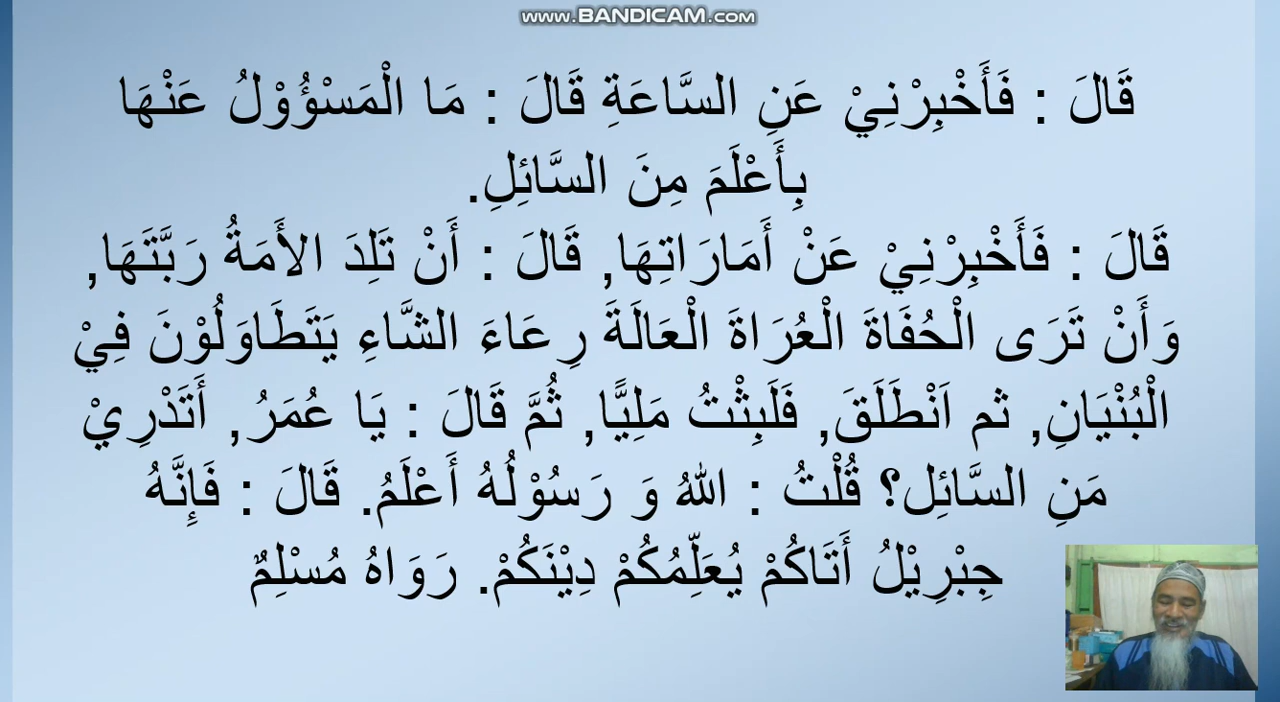 www.BANDICAM.com
قَالَ : فَأَخْبِرْنِيْ عَنِ السَّاعَةِ قَالَ : مَا الْمَسْؤُوْلُ عَنْهَا
بِأَعْلَمَ مِنَ السَّائِلِ.
قَالَ : فَأَخْبِرْنِيْ عَنْ أَمَارَاتِهَا, قَالَ : أَنْ تَلِدَ الأَمَةُ رَبَّتَهَا,
وَأَنْ تَرَى الْحُفَاةَ الْعُرَاةَ الْعَالَةَ رِعَاءَ الشَّاءِ يَتَطَاوَلُوْنَ فِيْ
الْبُنْيَانِ, ثم اَنْطَلَقَ, فَلَبِثْتُ مَلِيًّا, ثُمَّ قَالَ : يَا عُمَرُ, أَتَدْرِيْ
مَنِ السَّائِل؟ قُلْتُ : اللهُ وَ رَسُوْلُهُ أَعْلَمُ. قَالَ : فَإِنَّهُ
جِبْرِيْلُ أَتَاكُمْ يُعَلِّمُكُمْ دِيْنَكُمْ. رَوَاهُ مُسْلِمٌ